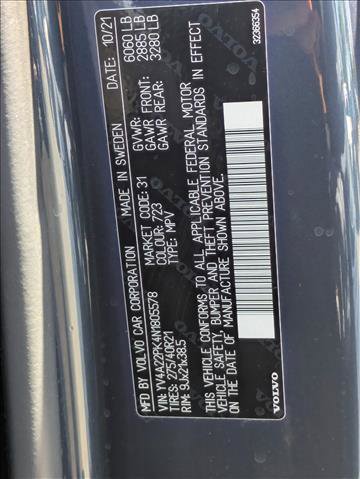 MFD. BY VOLVO CAR CORPORATION MADE IN SWEDEN DATE: 10/21
VIN: YV4A22PK4N1805578 MARKET CODE: 31 GVWR: 6060 LB
TIRES: 275/40R21 COLOUR: 723 GAWR FRONT: 2885 LB
RIM: 9Jx21x38.5 TYPE: MPV GAWR REAR: 3280 LB
THIS VEHICLE CONFORMS TO ALL APPLICABLE FEDERAL MOTOR
VEHICLE SAFETY, BUMPER AND THEFT PREVENTION STANDARDS IN EFFECT
ON THE DATE OF MANUFACTURE SHOWN ABOVE.
VOLVO 32366354